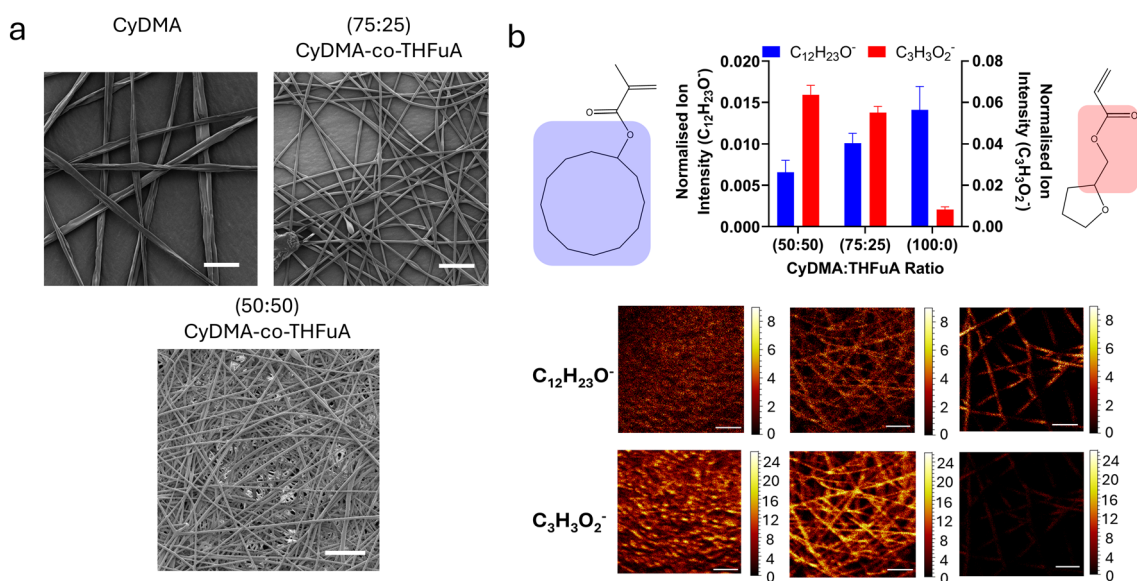 a
CyDMA
(75:25)
CyDMA-co-THFuA
(50:50)
CyDMA-co-THFuA
b
C₁₂H₂₃O⁻
C₃H₃O₂⁻
Normalised Ion
Intensity (C₁₂H₂₃O⁻)
0.020
0.015
0.010
0.005
0.000
0.08
0.06
0.04
0.02
0.00
Normalised Ion
Intensity (C₃H₃O₂⁻)
(50:50)
(75:25)
(100:0)
CyDMA:THFuA Ratio
O
O
O
O
O
C₁₂H₂₃O⁻
8
6
4
2
0
8
6
4
2
0
8
6
4
2
0
C₃H₃O₂⁻
24
20
16
12
8
4
0
24
20
16
12
8
4
0
24
20
16
12
8
4
0